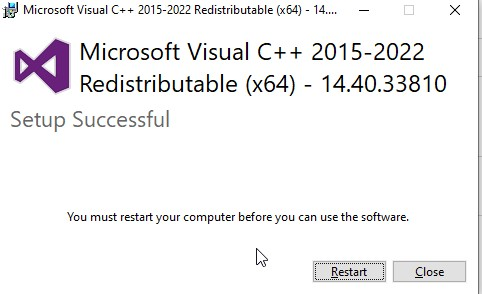 Microsoft Visual C++ 2015-2022 Redistributable (x64) - 14....
Microsoft Visual C++ 2015-2022
Redistributable (x64) - 14.40.33810
Setup Successful
You must restart your computer before you can use the software.
Restart
Close